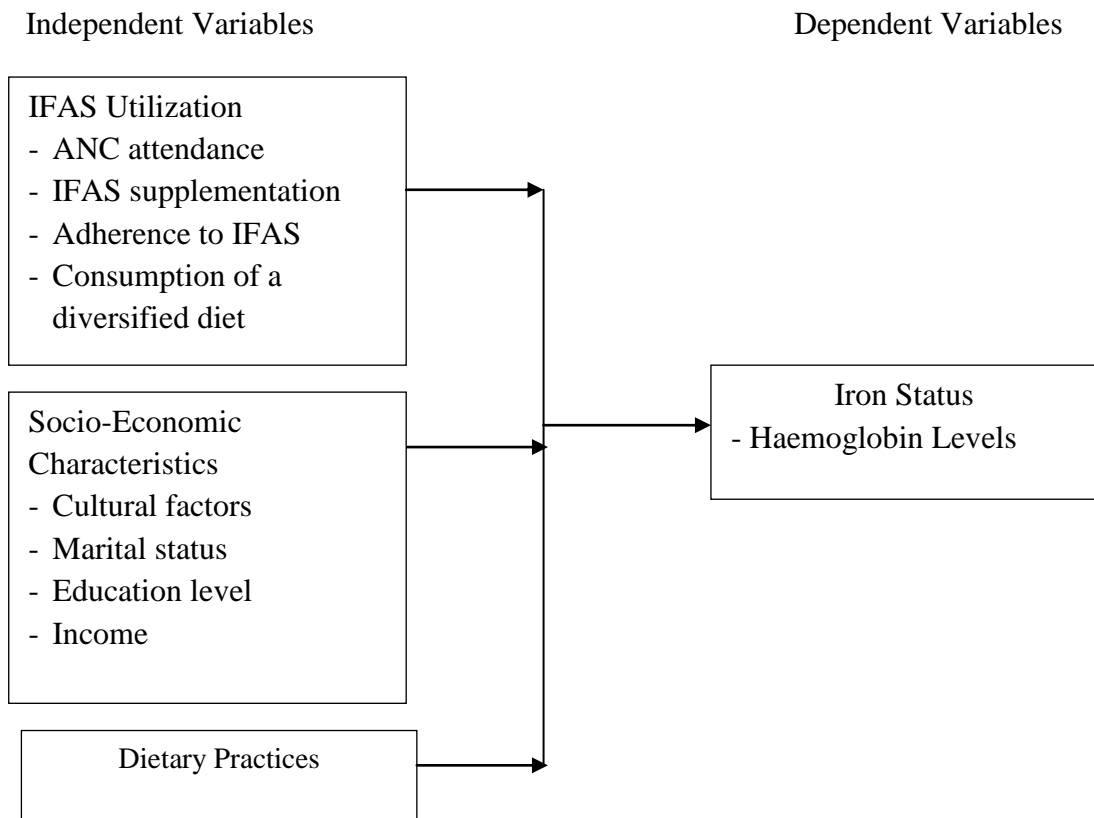 Independent Variables
Dependent Variables
IFAS Utilization
- ANC attendance
- IFAS supplementation
- Adherence to IFAS
- Consumption of a
diversified diet
Socio-Economic
Characteristics
- Cultural factors
- Marital status
- Education level
- Income
Dietary Practices
Iron Status
- Haemoglobin Levels